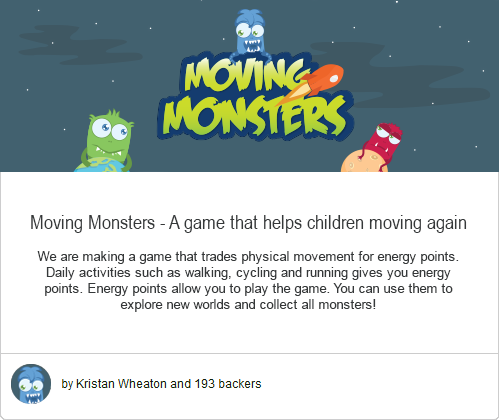 MOVING
MONSTERS
Moving Monsters - A game that helps children moving again
We are making a game that trades physical movement for energy points.
Daily activities such as walking, cycling and running gives you energy
points. Energy points allow you to play the game. You can use them to
explore new worlds and collect all monsters!
by Kristan Wheaton and 193 backers